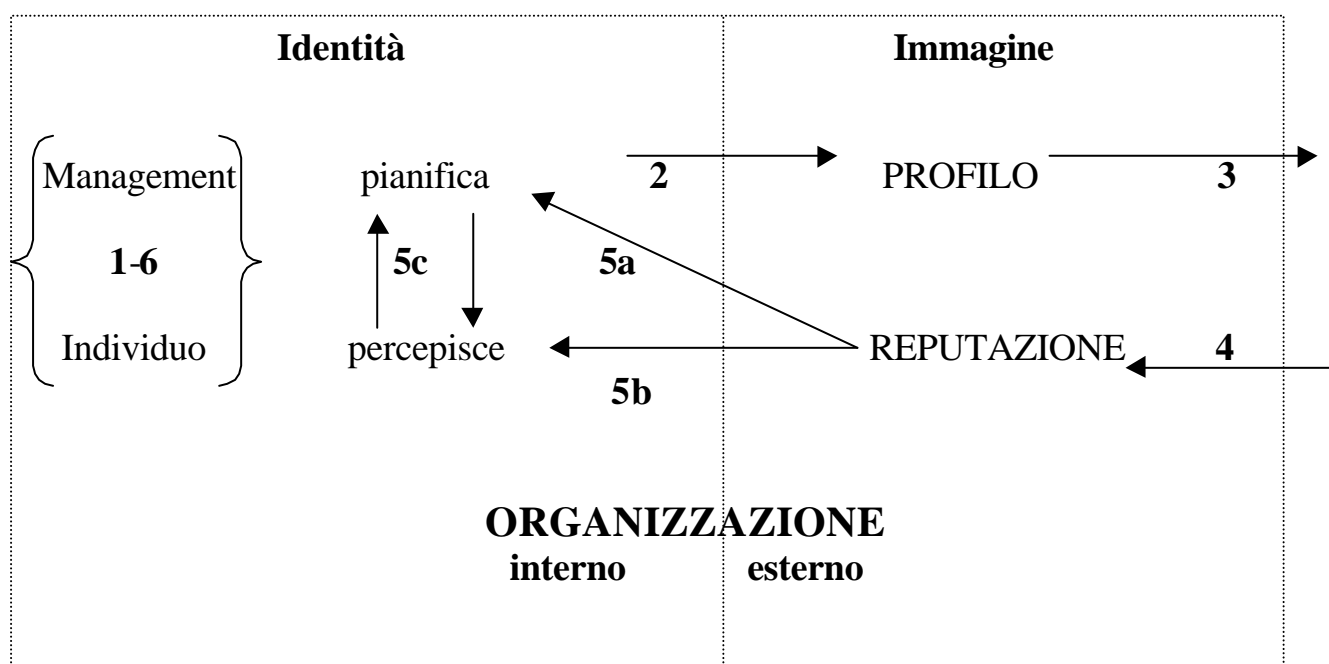 Identità Immagine
Management pianifica 2 PROFILO 3
1-6 5c 5a
Individuo percepisce REPUTAZIONE 4
5b
ORGANIZZAZIONE
interno esterno